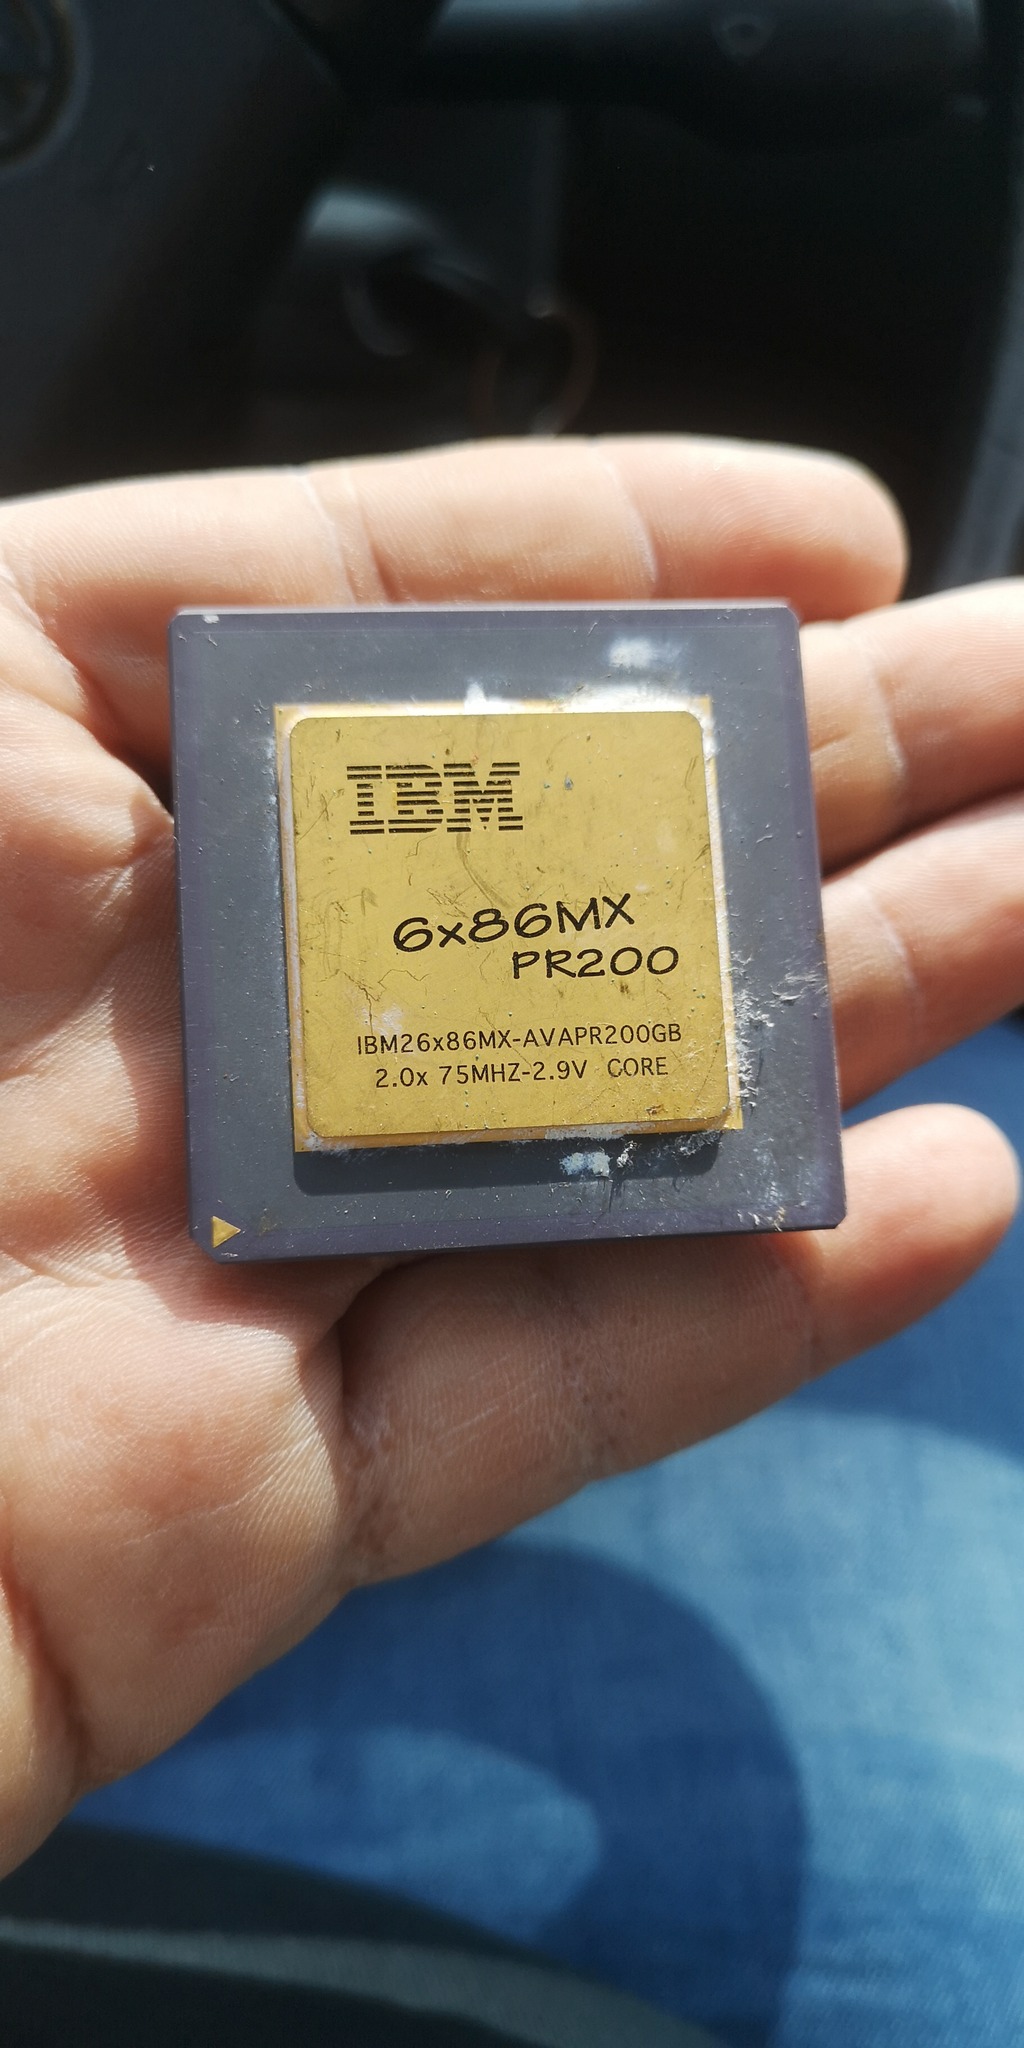 IBM
6x86MX
PR200
IBM26x86MX-AVAPR200GB
2.0x 75MHZ-2.9V CORE